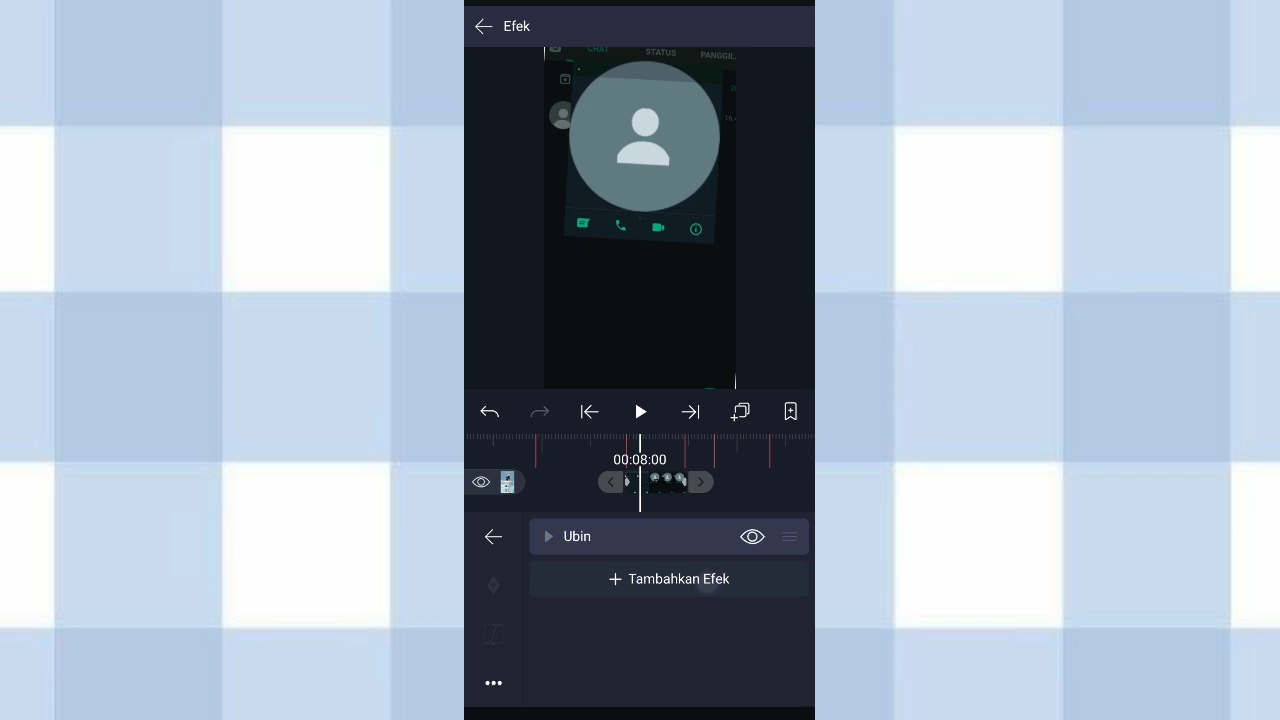 Efek
CHAT STATUS PANGGIL..
00:08:00
Ubin
Tambahkan Efek